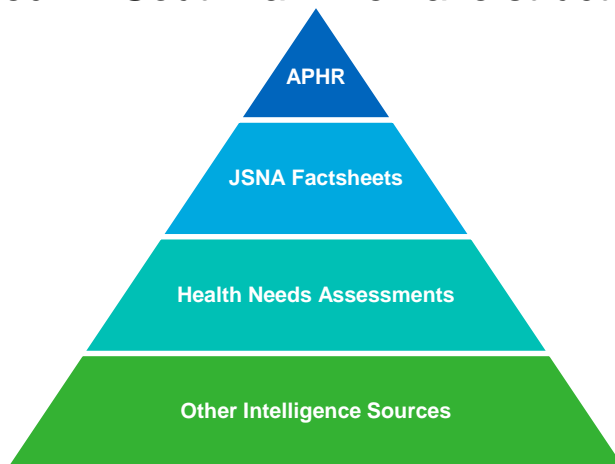 APHR
JSNA Factsheets
Health Needs Assessments
Other Intelligence Sources